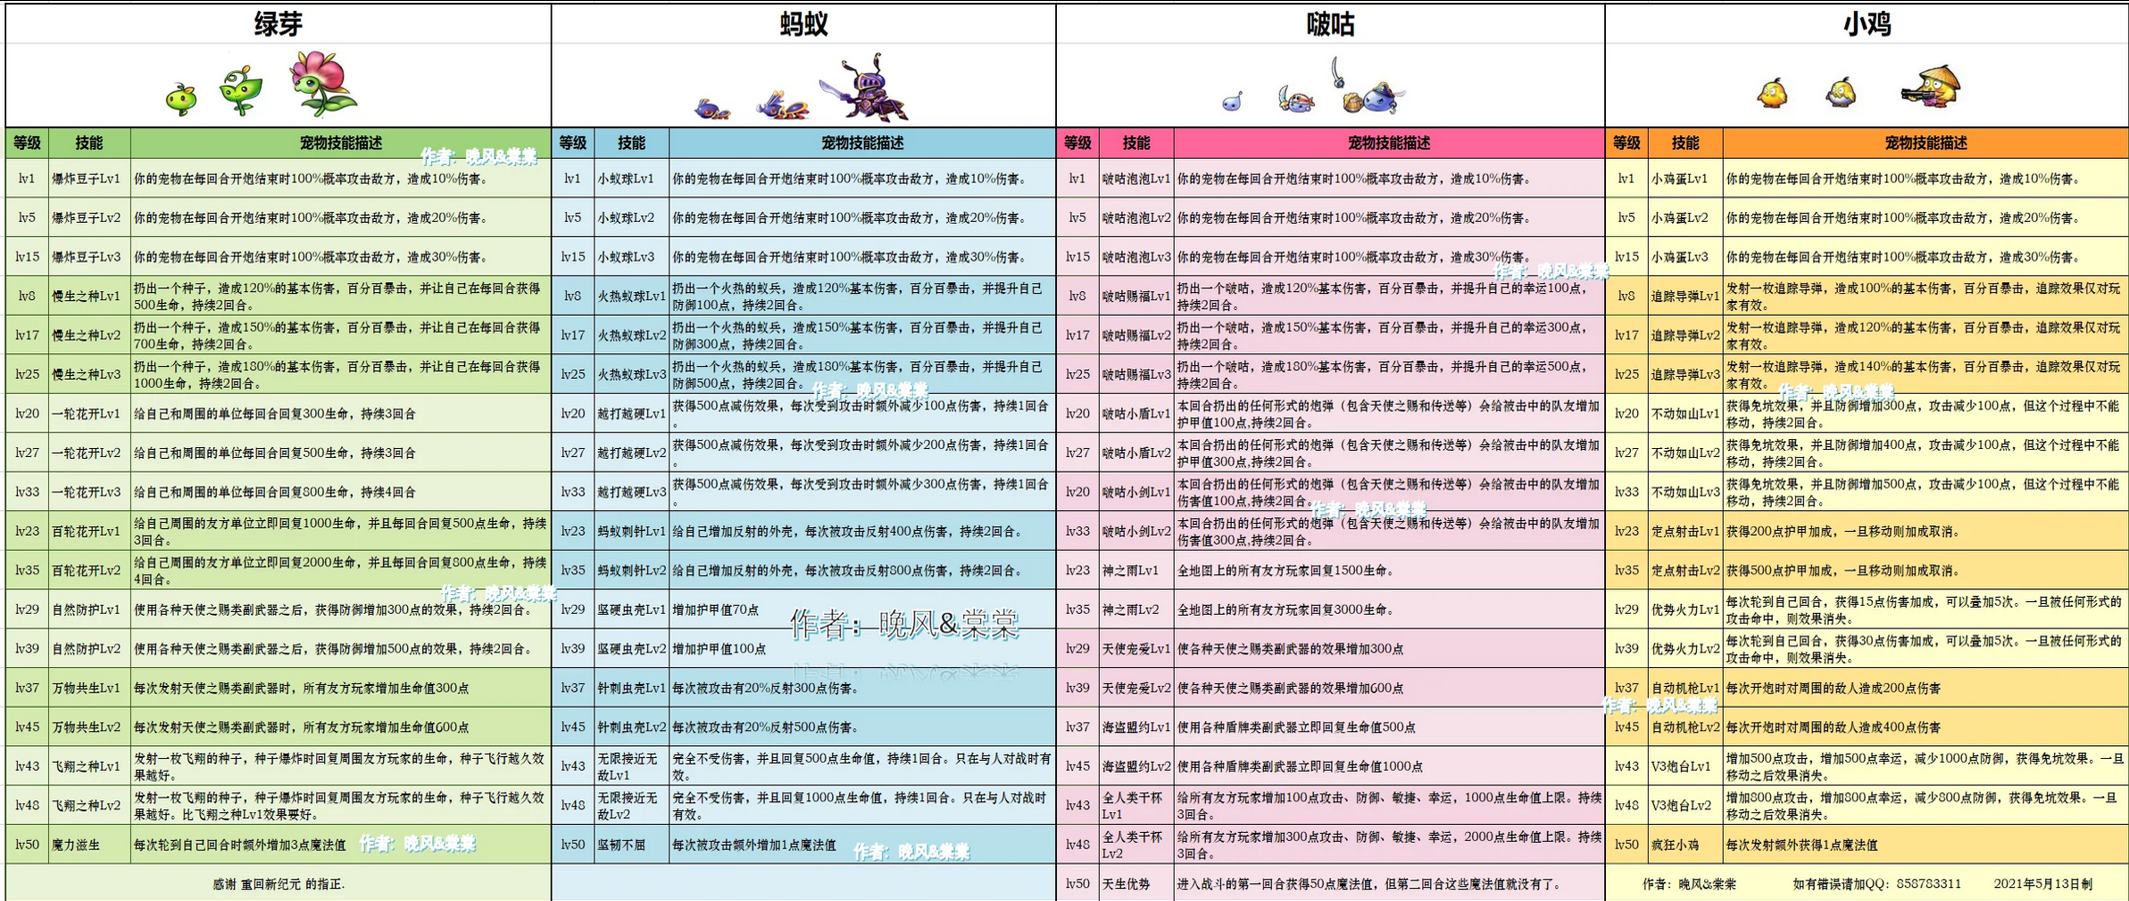 绿芽
等级 技能 宠物技能描述
作者：晚风&棠棠
lv1 爆炸豆子Lv1 你的宠物在每回合开炮结束时100%概率攻击敌方，造成10%伤害。
lv5 爆炸豆子Lv2 你的宠物在每回合开炮结束时100%概率攻击敌方，造成20%伤害。
lv15 爆炸豆子Lv3 你的宠物在每回合开炮结束时100%概率攻击敌方，造成30%伤害。
lv8 慢生之种Lv1 扔出一个种子，造成120%的基本伤害，百分百暴击，并让自己在每回合获得
500生命，持续2回合。
lv17 慢生之种Lv2 扔出一个种子，造成150%的基本伤害，百分百暴击，并让自己在每回合获得
700生命，持续2回合。
lv25 慢生之种Lv3 扔出一个种子，造成180%的基本伤害，百分百暴击，并让自己在每回合获得
1000生命，持续2回合。
lv20 一轮花开Lv1 给自己和周围的单位每回合回复300生命，持续3回合
lv27 一轮花开Lv2 给自己和周围的单位每回合回复500生命，持续3回合
lv33 一轮花开Lv3 给自己和周围的单位每回合回复800生命，持续4回合
lv23 百轮花开Lv1 给自己周围的友方单位立即回复1000生命，并且每回合回复500点生命，持续
3回合。
lv35 百轮花开Lv2 给自己周围的友方单位立即回复2000生命，并且每回合回复800点生命，持续
4回合。
作者：晚风&棠棠
lv29 自然防护Lv1 使用各种天使之赐类副武器之后，获得防御增加300点的效果，持续2回合。
lv39 自然防护Lv2 使用各种天使之赐类副武器之后，获得防御增加500点的效果，持续2回合。
lv37 万物共生Lv1 每次发射天使之赐类副武器时，所有友方玩家增加生命值300点
lv45 万物共生Lv2 每次发射天使之赐类副武器时，所有友方玩家增加生命值600点
lv43 飞翔之种Lv1 发射一枚飞翔的种子，种子爆炸时回复周围友方玩家的生命，种子飞行越久效
果越好。
lv48 飞翔之种Lv2 发射一枚飞翔的种子，种子爆炸时回复周围友方玩家的生命，种子飞行越久效
果越好。比飞翔之种Lv1效果要好。
lv50 魔力滋生 每次轮到自己回合时额外增加3点魔法值
作者：晚风&棠棠
感谢 重回新纪元 的指正.
蚂蚁
等级 技能 宠物技能描述
lv1 小蚁球Lv1 你的宠物在每回合开炮结束时100%概率攻击敌方，造成10%伤害。
lv5 小蚁球Lv2 你的宠物在每回合开炮结束时100%概率攻击敌方，造成20%伤害。
lv15 小蚁球Lv3 你的宠物在每回合开炮结束时100%概率攻击敌方，造成30%伤害。
lv8 火热蚁球Lv1 扔出一个火热的蚁兵，造成120%基本伤害，百分百暴击，并提升自己
防御100点，持续2回合。
lv17 火热蚁球Lv2 扔出一个火热的蚁兵，造成150%基本伤害，百分百暴击，并提升自己
防御300点，持续2回合。
lv25 火热蚁球Lv3 扔出一个火热的蚁兵，造成180%基本伤害，百分百暴击，并提升自己
防御500点，持续2回合。
作者：晚风&棠棠
lv20 越打越硬Lv1 获得500点减伤效果，每次受到攻击时额外减少100点伤害，持续1回合
。
lv27 越打越硬Lv2 获得500点减伤效果，每次受到攻击时额外减少200点伤害，持续1回合
。
lv33 越打越硬Lv3 获得500点减伤效果，每次受到攻击时额外减少300点伤害，持续1回合
。
lv23 蚂蚁刺针Lv1 给自己增加反射的外壳，每次被攻击反射400点伤害，持续2回合。
lv35 蚂蚁刺针Lv2 给自己增加反射的外壳，每次被攻击反射800点伤害，持续2回合。
lv29 坚硬虫壳Lv1 增加护甲值70点
作者：晚风&棠棠
lv39 坚硬虫壳Lv2 增加护甲值100点
lv37 针刺虫壳Lv1 每次被攻击有20%反射300点伤害。
lv45 针刺虫壳Lv2 每次被攻击有20%反射500点伤害。
lv43 无限接近无
敌Lv1 完全不受伤害，并且回复500点生命值，持续1回合。只在与人对战时有
效。
lv48 无限接近无
敌Lv2 完全不受伤害，并且回复1000点生命值，持续1回合。只在与人对战时
有效。
lv50 坚韧不屈 每次被攻击额外增加1点魔法值
作者：晚风&棠棠
啵咕
等级 技能 宠物技能描述
lv1 啵咕泡泡Lv1 你的宠物在每回合开炮结束时100%概率攻击敌方，造成10%伤害。
lv5 啵咕泡泡Lv2 你的宠物在每回合开炮结束时100%概率攻击敌方，造成20%伤害。
lv15 啵咕泡泡Lv3 你的宠物在每回合开炮结束时100%概率攻击敌方，造成30%伤害。
作者：晚风&棠棠
lv8 啵咕赐福Lv1 扔出一个啵咕，造成120%基本伤害，百分百暴击，并提升自己的幸运100点，
持续2回合。
lv17 啵咕赐福Lv2 扔出一个啵咕，造成150%基本伤害，百分百暴击，并提升自己的幸运300点，
持续2回合。
lv25 啵咕赐福Lv3 扔出一个啵咕，造成180%基本伤害，百分百暴击，并提升自己的幸运500点，
持续2回合。
lv20 啵咕小盾Lv1 本回合扔出的任何形式的炮弹（包含天使之赐和传送等）会给被击中的队友增加
护甲值100点,持续2回合。
lv27 啵咕小盾Lv2 本回合扔出的任何形式的炮弹（包含天使之赐和传送等）会给被击中的队友增加
护甲值300点,持续2回合。
lv20 啵咕小剑Lv1 本回合扔出的任何形式的炮弹（包含天使之赐和传送等）会给被击中的队友增加
伤害值100点,持续2回合。
作者：晚风&棠棠
lv33 啵咕小剑Lv2 本回合扔出的任何形式的炮弹（包含天使之赐和传送等）会给被击中的队友增加
伤害值300点,持续2回合。
lv23 神之雨Lv1 全地图上的所有友方玩家回复1500生命。
lv35 神之雨Lv2 全地图上的所有友方玩家回复3000生命。
lv29 天使宠爱Lv1 使各种天使之赐类副武器的效果增加300点
lv39 天使宠爱Lv2 使各种天使之赐类副武器的效果增加600点
lv37 海盗盟约Lv1 使用各种盾牌类副武器立即回复生命值500点
lv45 海盗盟约Lv2 使用各种盾牌类副武器立即回复生命值1000点
lv43 全人类干杯
Lv1 给所有友方玩家增加100点攻击、防御、敏捷、幸运，1000点生命值上限。持续
3回合。
lv48 全人类干杯
Lv2 给所有友方玩家增加300点攻击、防御、敏捷、幸运，2000点生命值上限。持续
3回合。
lv50 天生优势 进入战斗的第一回合获得50点魔法值，但第二回合这些魔法值就没有了。
小鸡
等级 技能 宠物技能描述
lv1 小鸡蛋Lv1 你的宠物在每回合开炮结束时100%概率攻击敌方，造成10%伤害。
lv5 小鸡蛋Lv2 你的宠物在每回合开炮结束时100%概率攻击敌方，造成20%伤害。
lv15 小鸡蛋Lv3 你的宠物在每回合开炮结束时100%概率攻击敌方，造成30%伤害。
lv8 追踪导弹Lv1 发射一枚追踪导弹，造成100%的基本伤害，百分百暴击，追踪效果仅对玩
家有效。
lv17 追踪导弹Lv2 发射一枚追踪导弹，造成120%的基本伤害，百分百暴击，追踪效果仅对玩
家有效。
lv25 追踪导弹Lv3 发射一枚追踪导弹，造成140%的基本伤害，百分百暴击，追踪效果仅对玩
家有效。
作者：晚风&棠棠
lv20 不动如山Lv1 获得免坑效果，并且防御增加300点，攻击减少100点，但这个过程中不能
移动，持续2回合。
lv27 不动如山Lv2 获得免坑效果，并且防御增加400点，攻击减少100点，但这个过程中不能
移动，持续2回合。
lv33 不动如山Lv3 获得免坑效果，并且防御增加500点，攻击减少100点，但这个过程中不能
移动，持续2回合。
lv23 定点射击Lv1 获得200点护甲加成，一旦移动则加成取消。
lv35 定点射击Lv2 获得500点护甲加成，一旦移动则加成取消。
lv29 优势火力Lv1 每次轮到自己回合，获得15点伤害加成，可以叠加5次。一旦被任何形式的
攻击命中，则效果消失。
lv39 优势火力Lv2 每次轮到自己回合，获得30点伤害加成，可以叠加5次。一旦被任何形式的
攻击命中，则效果消失。
lv37 自动机枪Lv1 每次开炮时对周围的敌人造成200点伤害
作者：晚风&棠棠
lv45 自动机枪Lv2 每次开炮时对周围的敌人造成400点伤害
lv43 V3炮台Lv1 增加500点攻击，增加500点幸运，减少1000点防御，获得免坑效果。一旦
移动之后效果消失。
lv48 V3炮台Lv2 增加800点攻击，增加800点幸运，减少800点防御，获得免坑效果。一旦
移动之后效果消失。
lv50 疯狂小鸡 每次发射额外获得1点魔法值
作者：晚风&棠棠 如有错误请加QQ：858783311 2021年5月13日制